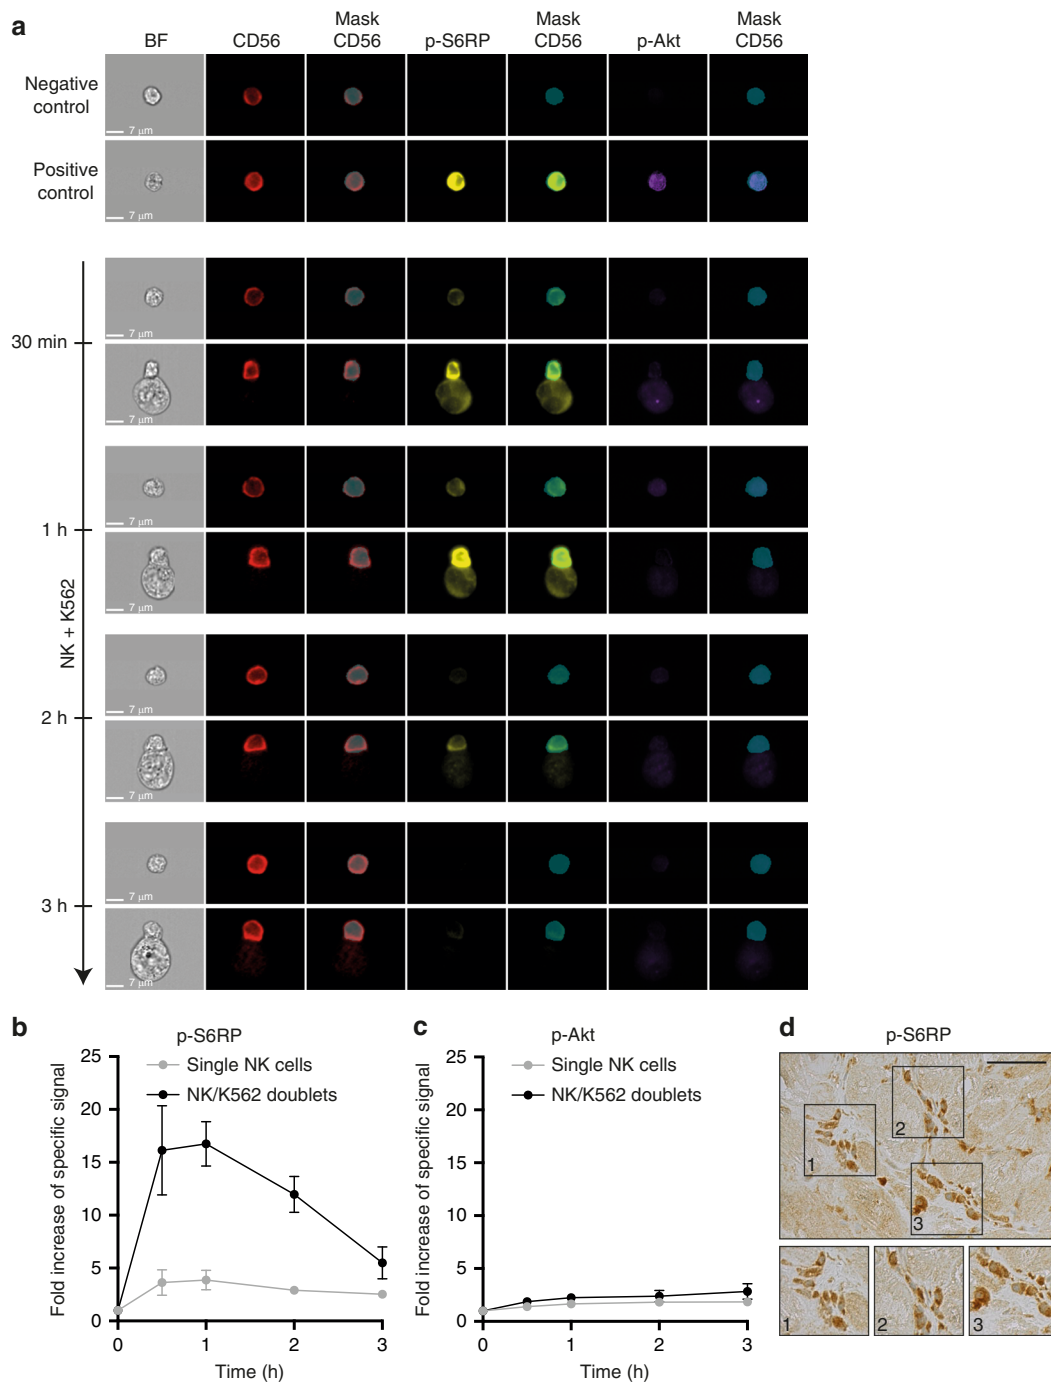 a
BF
CD56
Mask
CD56
p-S6RP
Mask
CD56
p-Akt
Mask
CD56
Negative
control
7 μm
Positive
control
7 μm
NK + K562
7 μm
30 min
7 μm
7 μm
1 h
7 μm
7 μm
2 h
7 μm
7 μm
3 h
7 μm
b
p-S6RP
Fold increase of specific signal
25
20
15
10
5
0
Single NK cells
NK/K562 doublets
0
1
2
3
Time (h)
c
p-Akt
Fold increase of specific signal
25
20
15
10
5
0
Single NK cells
NK/K562 doublets
0
1
2
3
Time (h)
d
p-S6RP
1
2
3
1
2
3